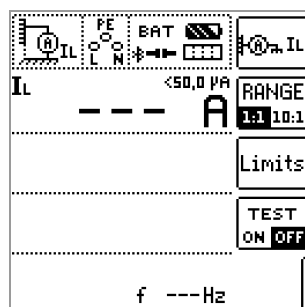 PE BAT
A IL L N A IL
IL <50,0 µA RANGE
--- A 1:1 10:1
Limits
TEST
ON OFF
f ---Hz